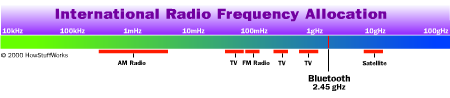 International Radio Frequency Allocation
10kHz 100kHz 1mHz 10mHz 100mHz 1gHz 10gHz 100gHz
© 2000 HowStuffWorks
AM Radio TV FM Radio TV TV Satellite
Bluetooth
2.45 gHz